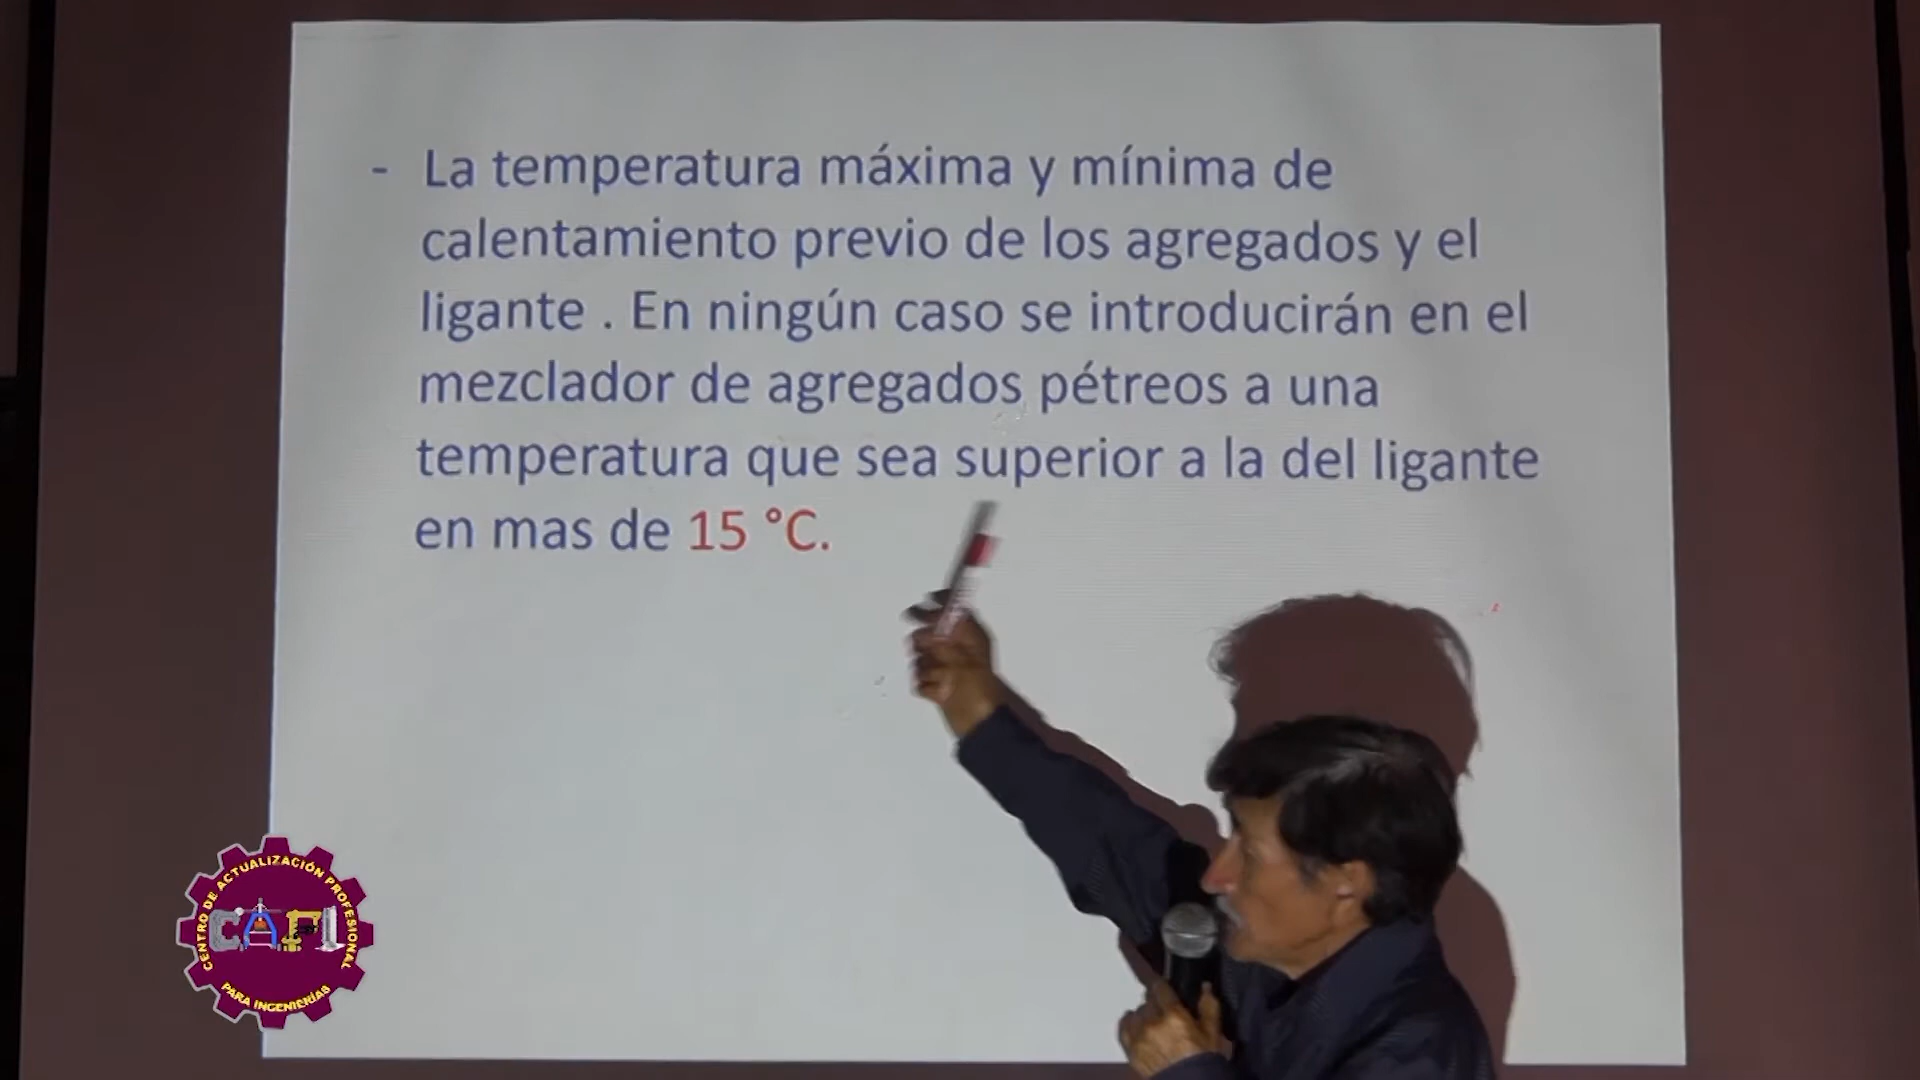 - La temperatura máxima y mínima de
calentamiento previo de los agregados y el
ligante . En ningún caso se introducirán en el
mezclador de agregados pétreos a una
temperatura que sea superior a la del ligante
en mas de 15 °C.
CENTRO DE ACTUALIZACIÓN PROFESIONAL
CAPI
PARA INGENIERÍAS